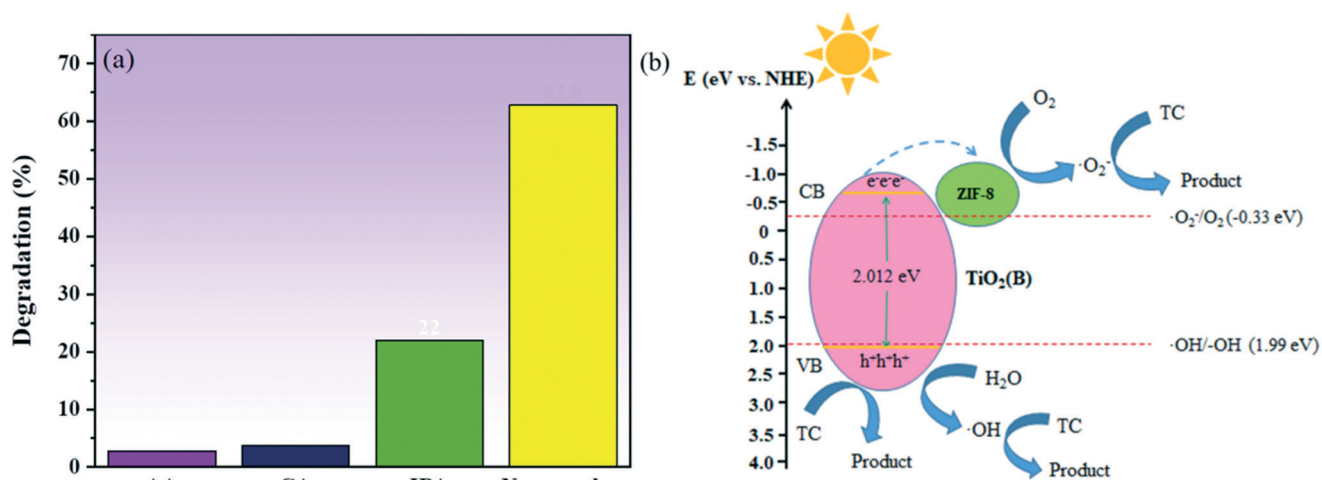 (a)
Degradation (%)
70
60
50
40
30
20
10
0
62.8
22
(b)
E (eV vs. NHE)
-1.5
-1.0
-0.5
0
0.5
1.0
1.5
2.0
2.5
3.0
3.5
4.0
CB
VB
e⁻e⁻e⁻
2.012 eV
h⁺h⁺h⁺
ZIF-8
TiO₂(B)
O₂
·O₂⁻
TC
Product
·O₂⁻/O₂ (-0.33 eV)
·OH/-OH (1.99 eV)
H₂O
·OH
TC
Product
TC
Product